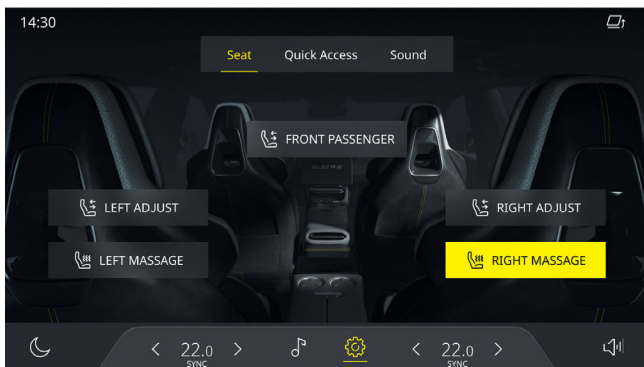 14:30
Seat Quick Access Sound
FRONT PASSENGER
LEFT ADJUST RIGHT ADJUST
LEFT MASSAGE RIGHT MASSAGE
22.0 22.0
SYNC SYNC